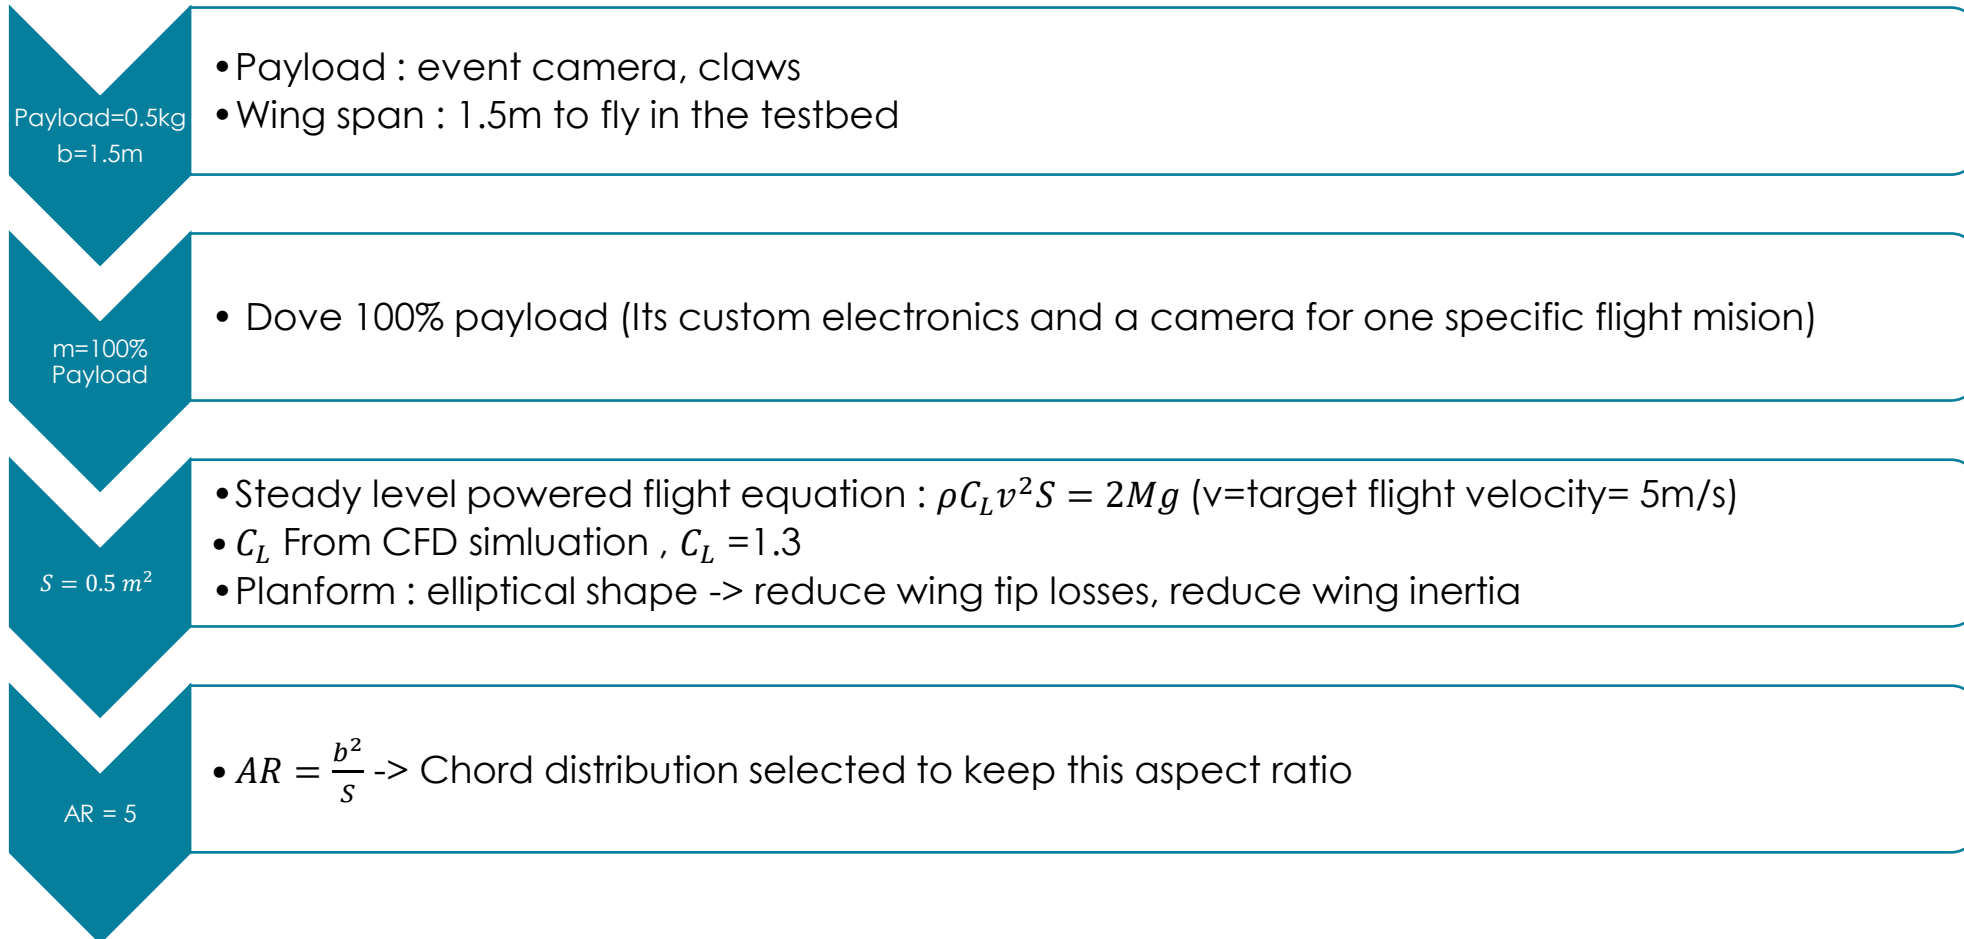 Payload=0.5kg
b=1.5m
•Payload : event camera, claws
•Wing span : 1.5m to fly in the testbed
m=100%
Payload
• Dove 100% payload (Its custom electronics and a camera for one specific flight mision)
S = 0.5 m²
•Steady level powered flight equation : ρC_L v²S = 2Mg (v=target flight velocity= 5m/s)
• C_L From CFD simluation , C_L =1.3
•Planform : elliptical shape -> reduce wing tip losses, reduce wing inertia
AR = 5
• AR = b²/S -> Chord distribution selected to keep this aspect ratio